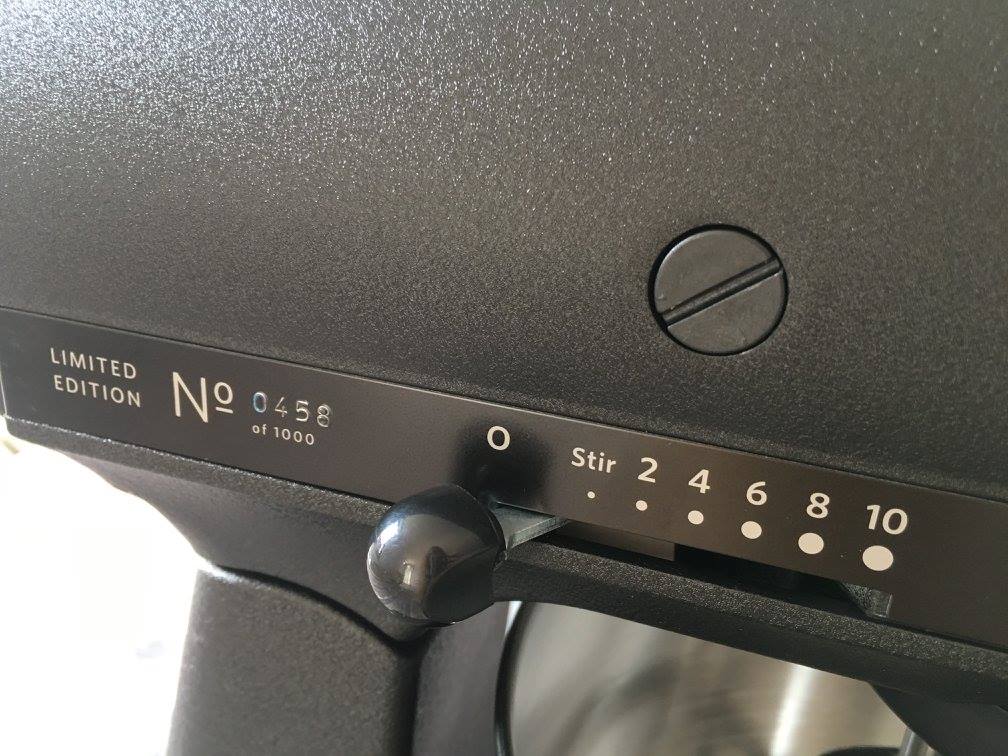 LIMITED
EDITION
Nº 0458
of 1000
0 Stir 2 4 6 8 10